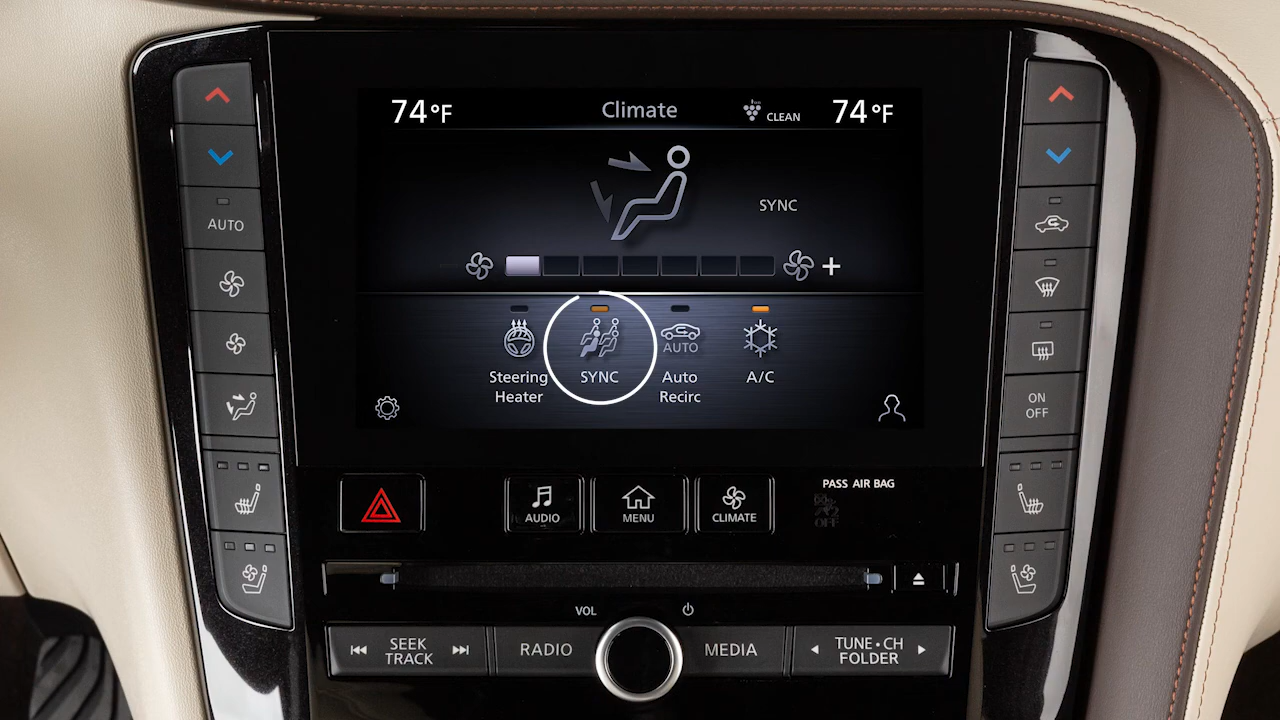 74°F
Climate
CLEAN
74°F
SYNC
+
AUTO
Steering
Heater
SYNC
AUTO
Auto
Recirc
A/C
ON
OFF
AUDIO
MENU
CLIMATE
PASS AIR BAG
OFF
VOL
SEEK
TRACK
RADIO
MEDIA
TUNE•CH
FOLDER